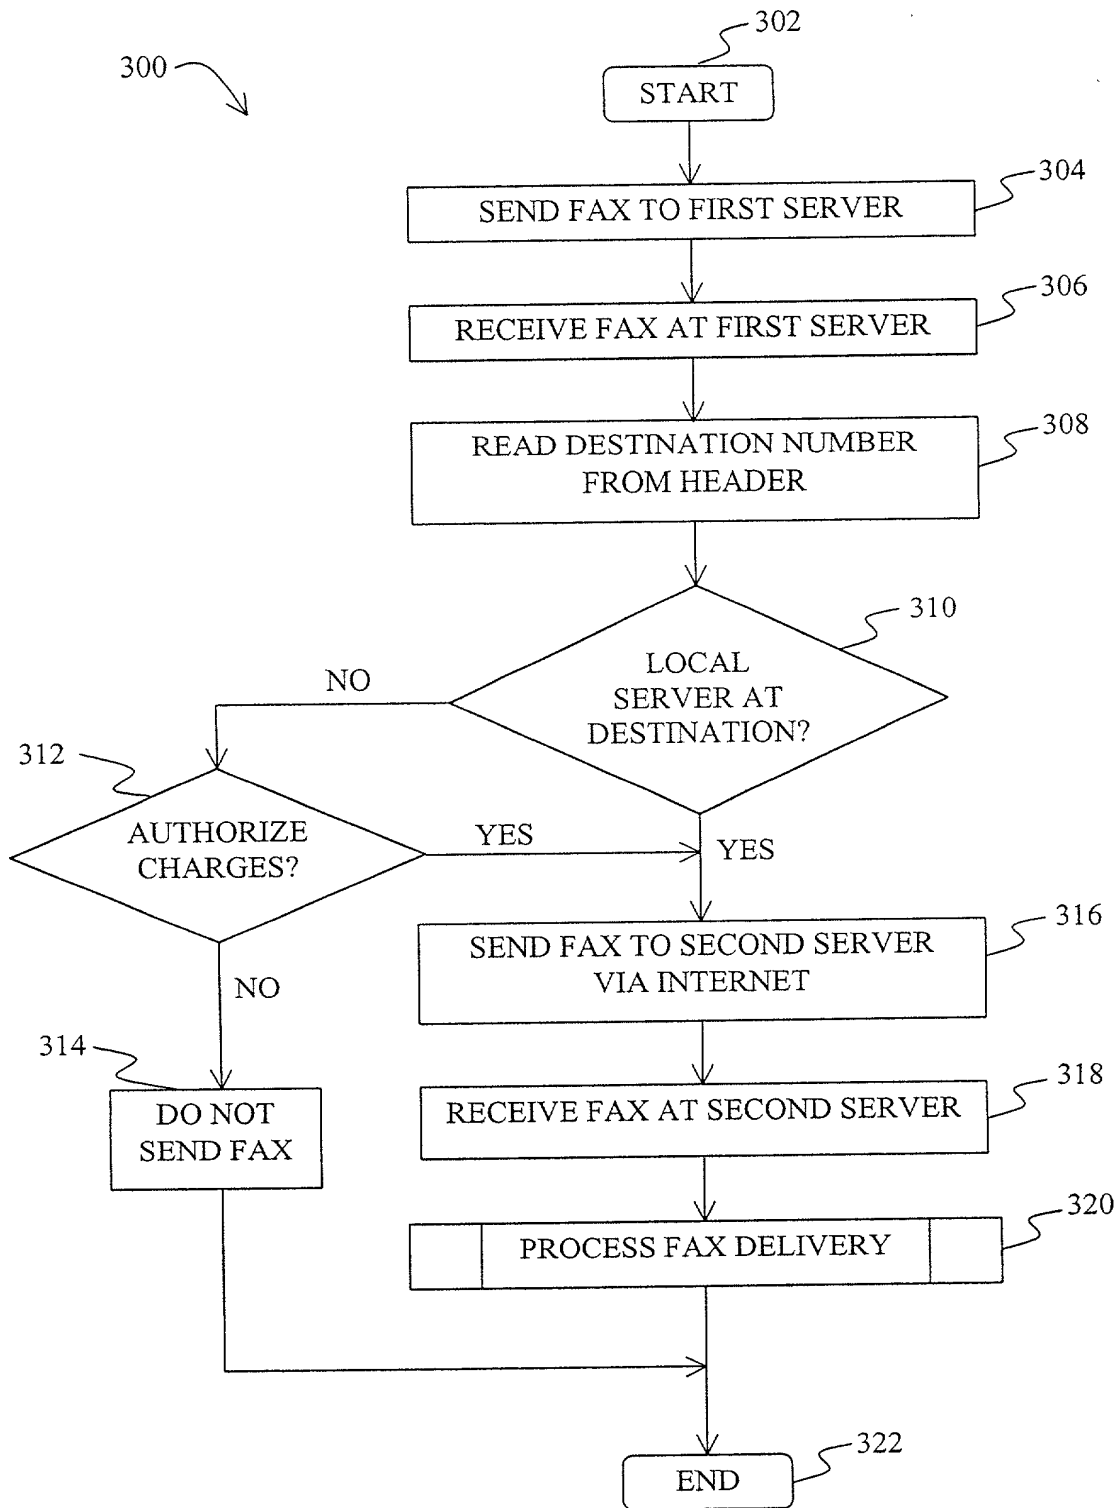 302
300
START
304
SEND FAX TO FIRST SERVER
306
RECEIVE FAX AT FIRST SERVER
308
READ DESTINATION NUMBER
FROM HEADER
310
LOCAL
SERVER AT
DESTINATION?
NO
312
AUTHORIZE
CHARGES?
YES
YES
316
SEND FAX TO SECOND SERVER
VIA INTERNET
NO
314
DO NOT
SEND FAX
318
RECEIVE FAX AT SECOND SERVER
320
PROCESS FAX DELIVERY
322
END